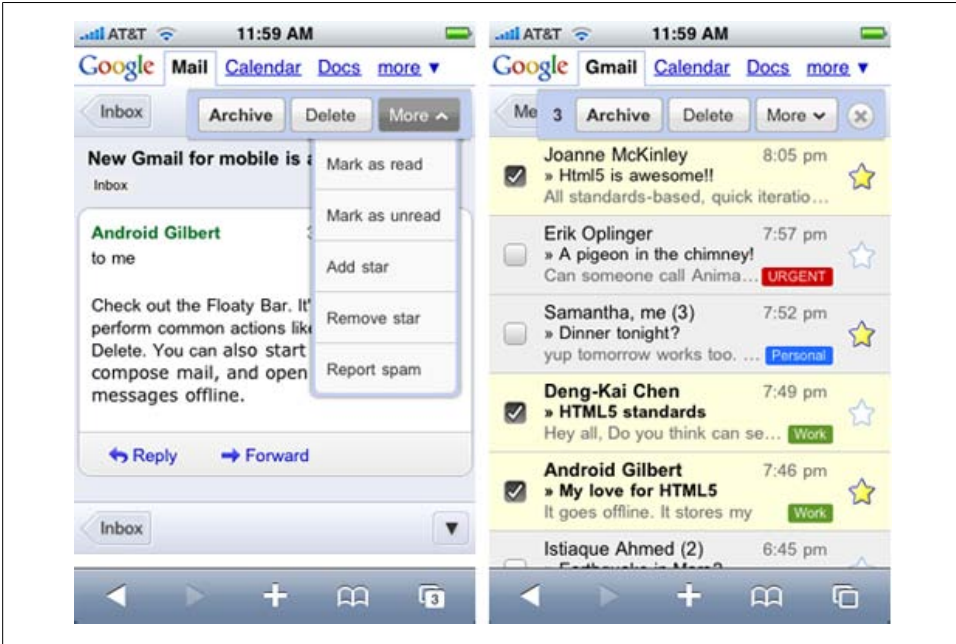 AT&T 11:59 AM
Google Mail Calendar Docs more ▼
Inbox Archive Delete More
New Gmail for mobile is
Inbox
Mark as read
Mark as unread
Add star
Remove star
Report spam
Android Gilbert
to me
Check out the Floaty Bar. It'
perform common actions
Delete. You can also start
compose mail, and open
messages offline.
Reply Forward
Inbox ▼
3
AT&T 11:59 AM
Google Gmail Calendar Docs more ▼
Me 3 Archive Delete More
Joanne McKinley 8:05 pm
» Html5 is awesome!!
All standards-based, quick iteratio...
Erik Oplinger 7:57 pm
» A pigeon in the chimney!
Can someone call Anima... URGENT
Samantha, me (3) 7:52 pm
» Dinner tonight?
yup tomorrow works too. ... Personal
Deng-Kai Chen 7:49 pm
» HTML5 standards
Hey all, Do you think can se... Work
Android Gilbert 7:46 pm
» My love for HTML5
It goes offline. It stores my Work
Istiaque Ahmed (2) 6:45 pm